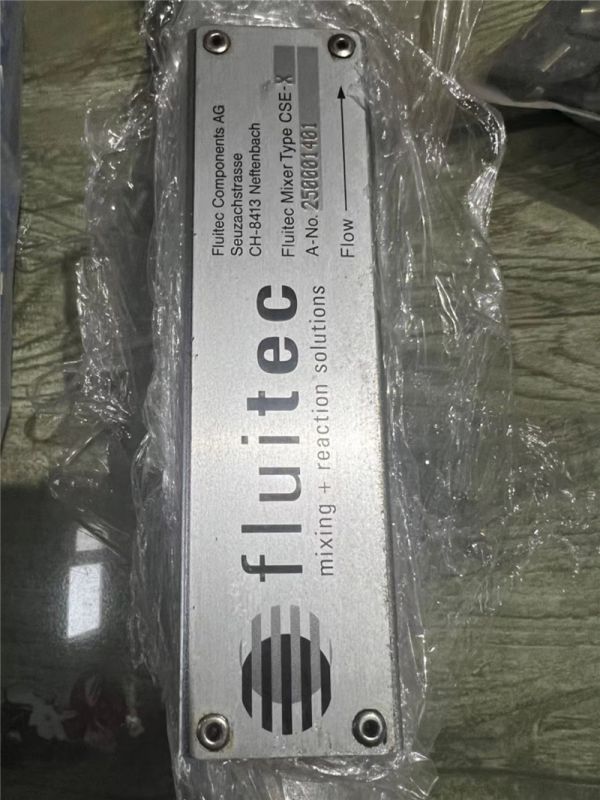 fluitec
mixing + reaction solutions
Fluitec Components AG
Seuzachstrasse
CH-8413 Neftenbach
Fluitec Mixer Type CSE-X
A-No. 250001401
Flow